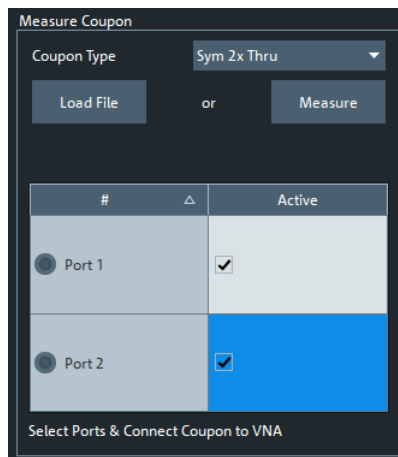 Measure Coupon
Coupon Type Sym 2x Thru
Load File or Measure
# Active
Port 1
Port 2
Select Ports & Connect Coupon to VNA